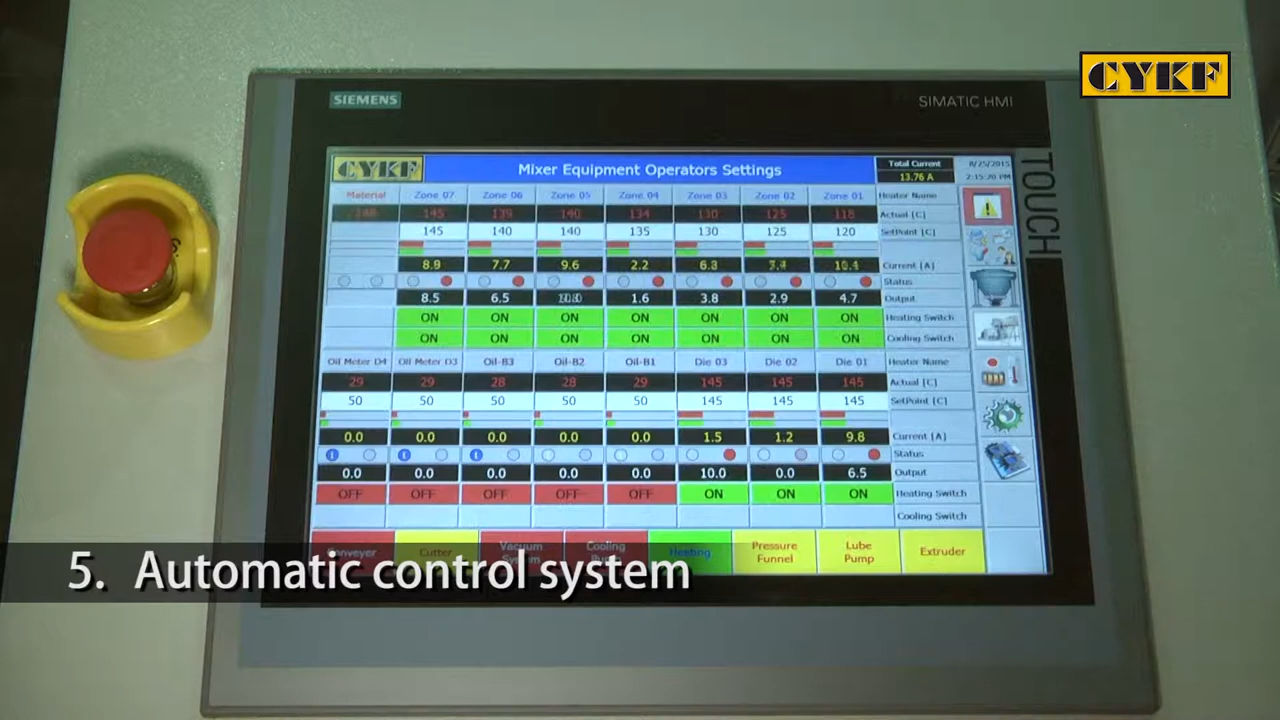 CYKF
SIEMENS
SIMATIC HMI
TOUCH
CYKF Mixer Equipment Operators Settings Total Current 8/25/2015
13.76 A 2:15:20 PM
Material Zone 07 Zone 06 Zone 05 Zone 04 Zone 03 Zone 02 Zone 01 Heater Name
145 139 140 134 130 125 118 Actual [C]
145 140 140 135 130 125 120 SetPoint [C]
8.9 7.7 9.6 2.2 6.8 10.4 Current [A]
Status
8.5 6.5 1.6 3.8 2.9 4.7 Output
ON ON ON ON ON ON ON Heating Switch
ON ON ON ON ON ON ON Cooling Switch
Oil Meter D4 Oil Meter D3 Oil-B3 Oil-B2 Oil-B1 Die 03 Die 02 Die 01 Heater Name
29 29 28 28 29 145 145 145 Actual [C]
50 50 50 50 50 145 145 145 SetPoint [C]
0.0 0.0 0.0 0.0 0.0 1.5 1.2 9.8 Current [A]
Status
0.0 0.0 0.0 0.0 0.0 10.0 0.0 6.5 Output
OFF OFF OFF OFF OFF ON ON ON Heating Switch
Cooling Switch
Conveyer Cutter Vacuum System Cooling Pump Heating Pressure Funnel Lube Pump Extruder
5. Automatic control system